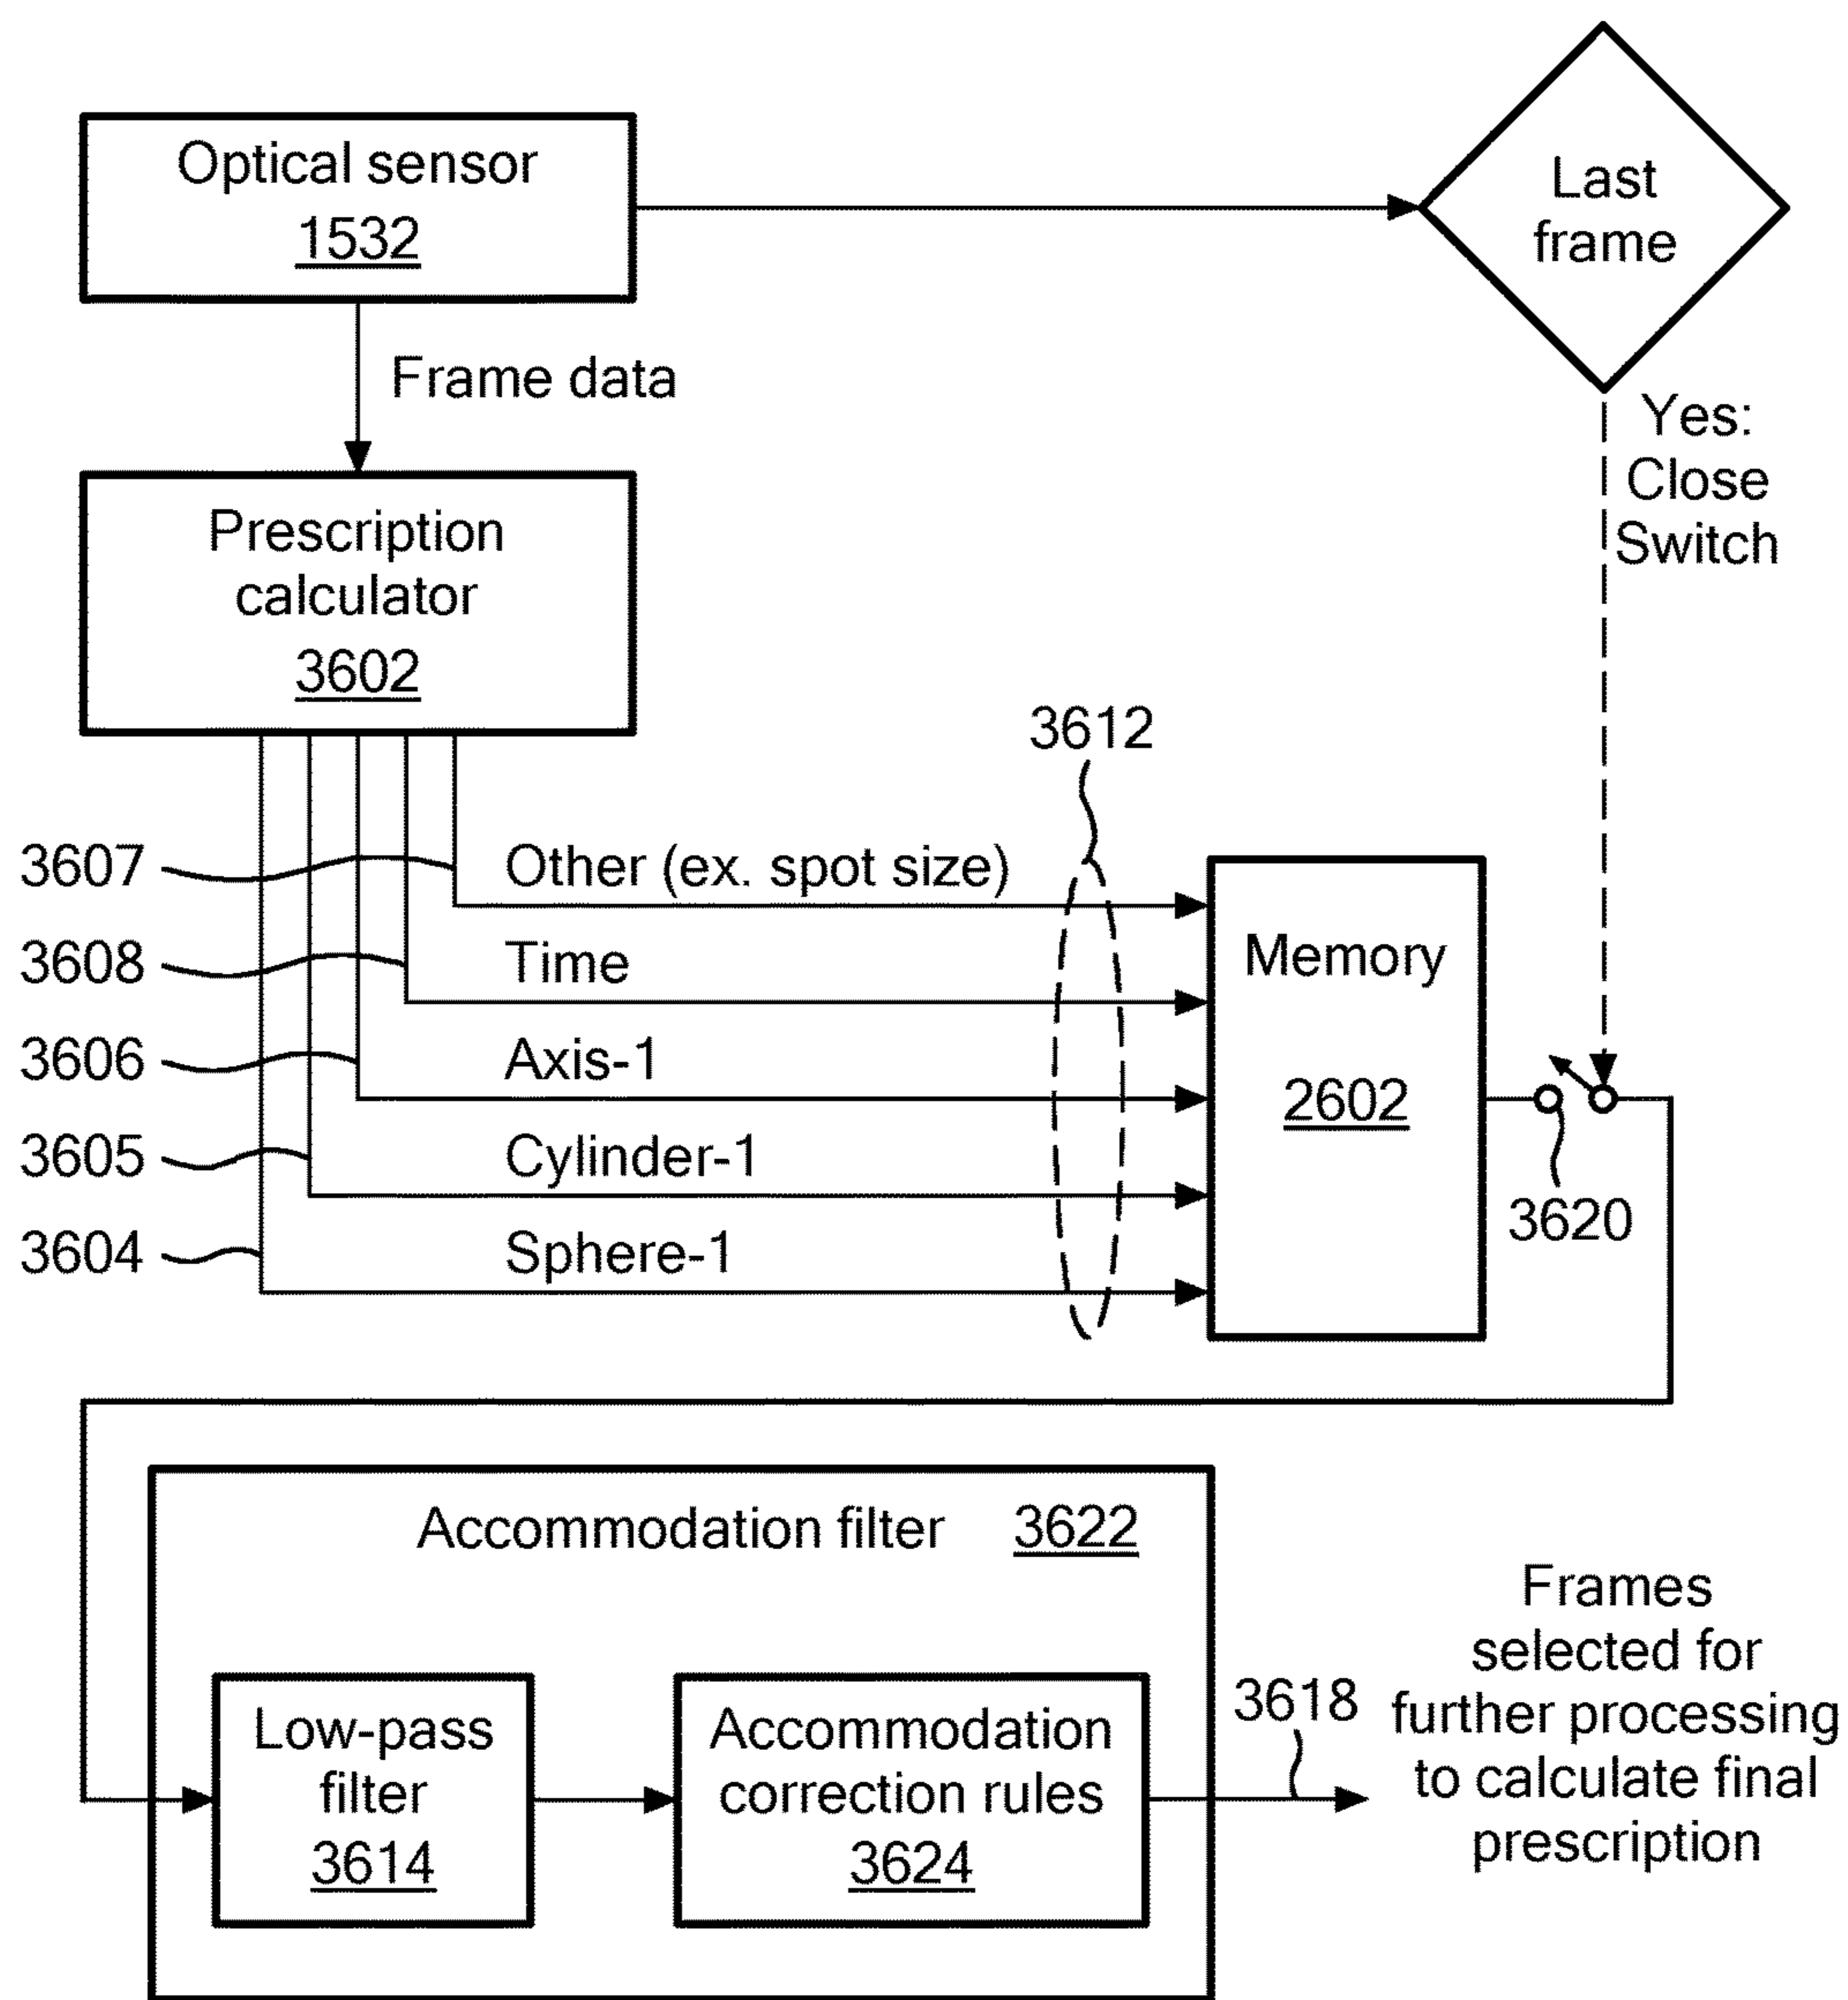 Optical sensor
1532
Last
frame
Frame data
Yes:
Close
Switch
Prescription
calculator
3602
3612
3607
Other (ex. spot size)
3608
Time
Memory
3606
Axis-1
2602
3605
Cylinder-1
3620
3604
Sphere-1
Accommodation filter 3622
Low-pass
filter
3614
Accommodation
correction rules
3624
3618
Frames
selected for
further processing
to calculate final
prescription